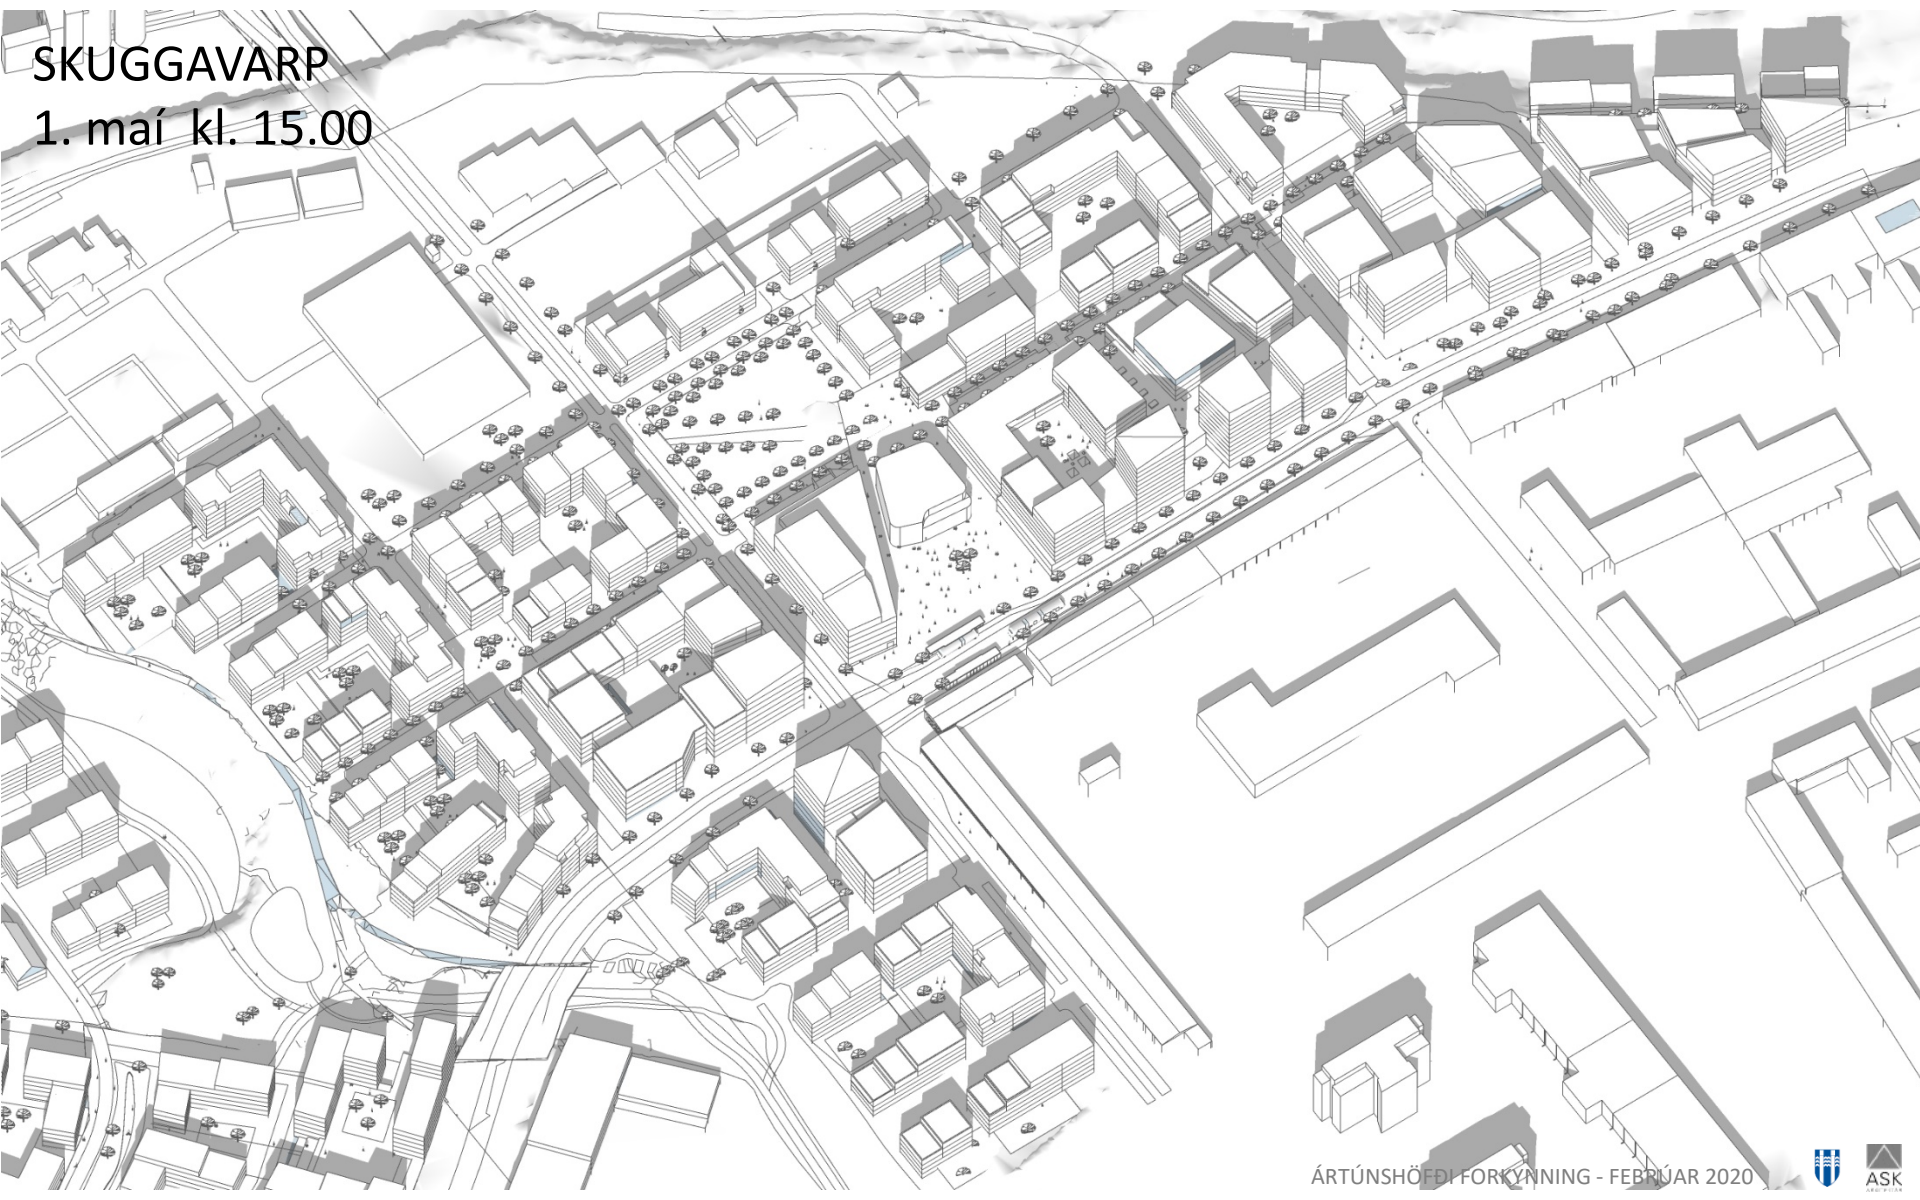 SKUGGAVARP
1. maí kl. 15.00
ÁRTÚNSHÖFÐI FORKYNNING - FEBRÚAR 2020
ASK